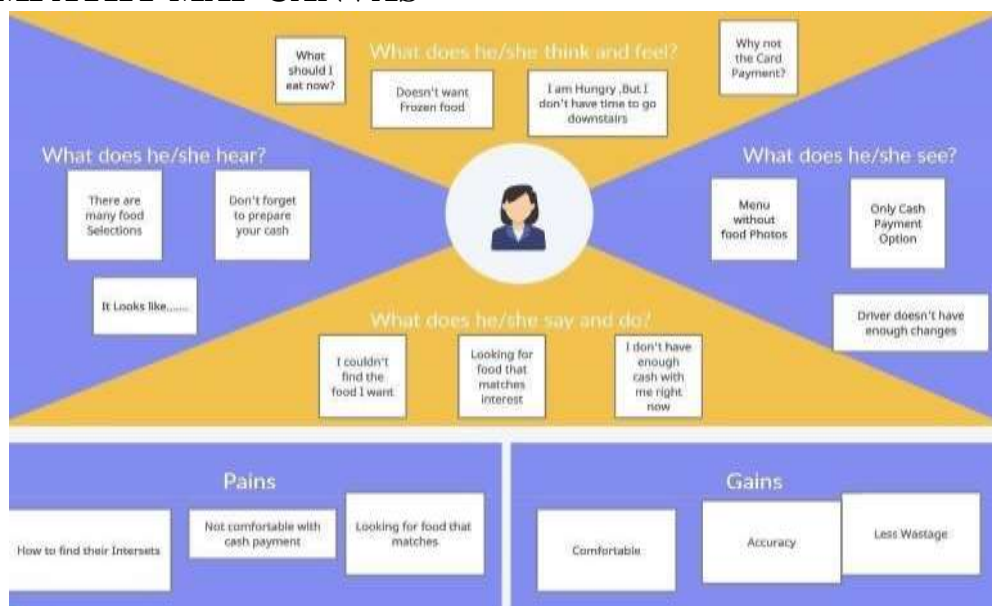 What does he/she think and feel?
What
should I
eat now?
Doesn't want
Frozen food
I am Hungry ,But I
don't have time to go
downstairs
Why not
the Card
Payment?
What does he/she hear?
There are
many food
Selections
Don't forget
to prepare
your cash
It Looks like.......
What does he/she see?
Menu
without
food Photos
Only Cash
Payment
Option
Driver doesn't have
enough changes
What does he/she say and do?
I couldn't
find the
food I want
Looking for
food that
matches
interest
I don't have
enough
cash with
me right
now
Pains
How to find their Intersets
Not comfortable with
cash payment
Looking for food that
matches
Gains
Comfortable
Accuracy
Less Wastage